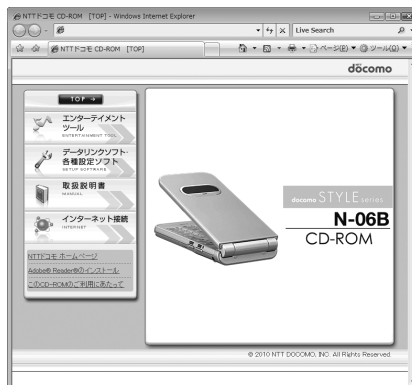 NTTドコモ CD-ROM [TOP] - Windows Internet Explorer
Live Search
NTTドコモ CD-ROM [TOP]
ページ(P)
ツール(O)
döcomo
TOP →
エンターテイメント
ツール
ENTERTAINMENT TOOL
データリンクソフト・
各種設定ソフト
SETUP SOFTWARE
取扱説明書
MANUAL
インターネット接続
INTERNET
NTTドコモ ホームページ
Adobe® Reader®のインストール
このCD-ROMのご利用にあたって
docomo STYLE series
N-06B
CD-ROM
© 2010 NTT DOCOMO, INC. All Rights Reserved.